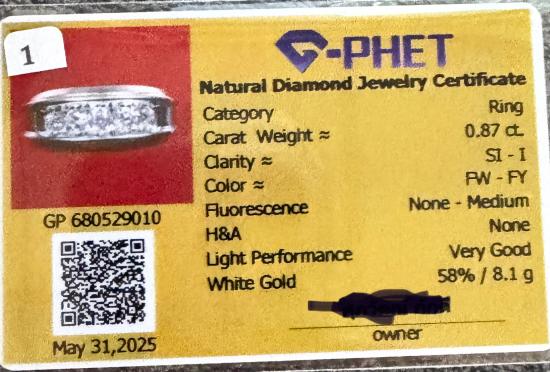 1
G-PHET
Natural Diamond Jewelry Certificate
Category Ring
Carat Weight ≈ 0.87 ct.
Clarity ≈ SI - I
Color ≈ FW - FY
Fluorescence None - Medium
H&A None
Light Performance Very Good
White Gold 58% / 8.1 g
GP 680529010
May 31,2025
owner